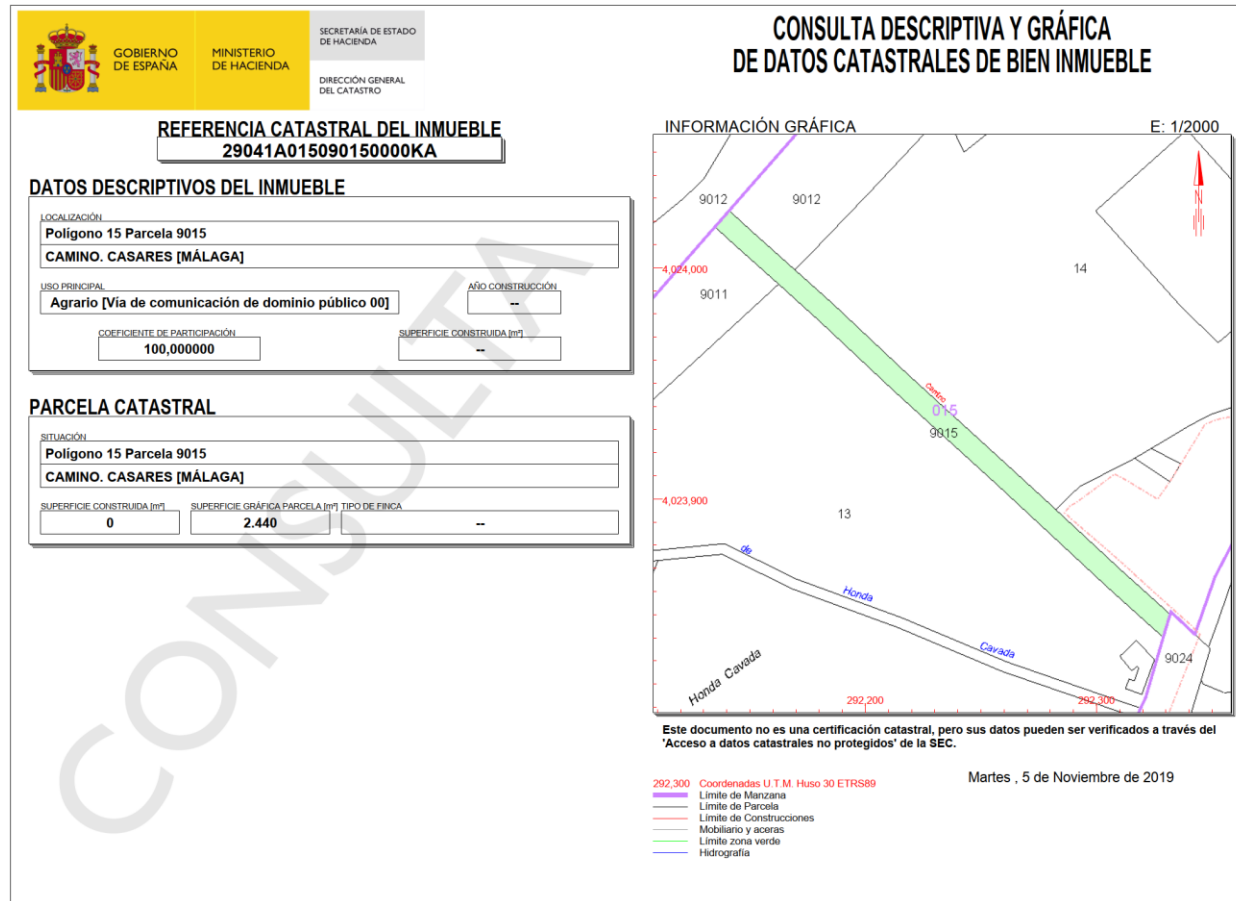 GOBIERNO
DE ESPAÑA
MINISTERIO
DE HACIENDA
SECRETARÍA DE ESTADO
DE HACIENDA
DIRECCIÓN GENERAL
DEL CATASTRO
CONSULTA DESCRIPTIVA Y GRÁFICA
DE DATOS CATASTRALES DE BIEN INMUEBLE
REFERENCIA CATASTRAL DEL INMUEBLE
29041A015090150000KA
DATOS DESCRIPTIVOS DEL INMUEBLE
LOCALIZACIÓN
Polígono 15 Parcela 9015
CAMINO. CASARES [MÁLAGA]
USO PRINCIPAL
Agrario [Vía de comunicación de dominio público 00]
AÑO CONSTRUCCIÓN
--
COEFICIENTE DE PARTICIPACIÓN
100,000000
SUPERFICIE CONSTRUIDA [m²]
--
PARCELA CATASTRAL
SITUACIÓN
Polígono 15 Parcela 9015
CAMINO. CASARES [MÁLAGA]
SUPERFICIE CONSTRUIDA [m²]
0
SUPERFICIE GRÁFICA PARCELA [m²]
2.440
TIPO DE FINCA
--
CONSULTA
INFORMACIÓN GRÁFICA
E: 1/2000
9012
9012
N
4,024,000
14
9011
Camino
015
9015
4,023,900
13
de
Honda
Cavada
Honda Cavada
9024
292,200
292,300
Este documento no es una certificación catastral, pero sus datos pueden ser verificados a través del
'Acceso a datos catastrales no protegidos' de la SEC.
Martes , 5 de Noviembre de 2019
292,300 Coordenadas U.T.M. Huso 30 ETRS89
Límite de Manzana
Límite de Parcela
Límite de Construcciones
Mobiliario y aceras
Límite zona verde
Hidrografía